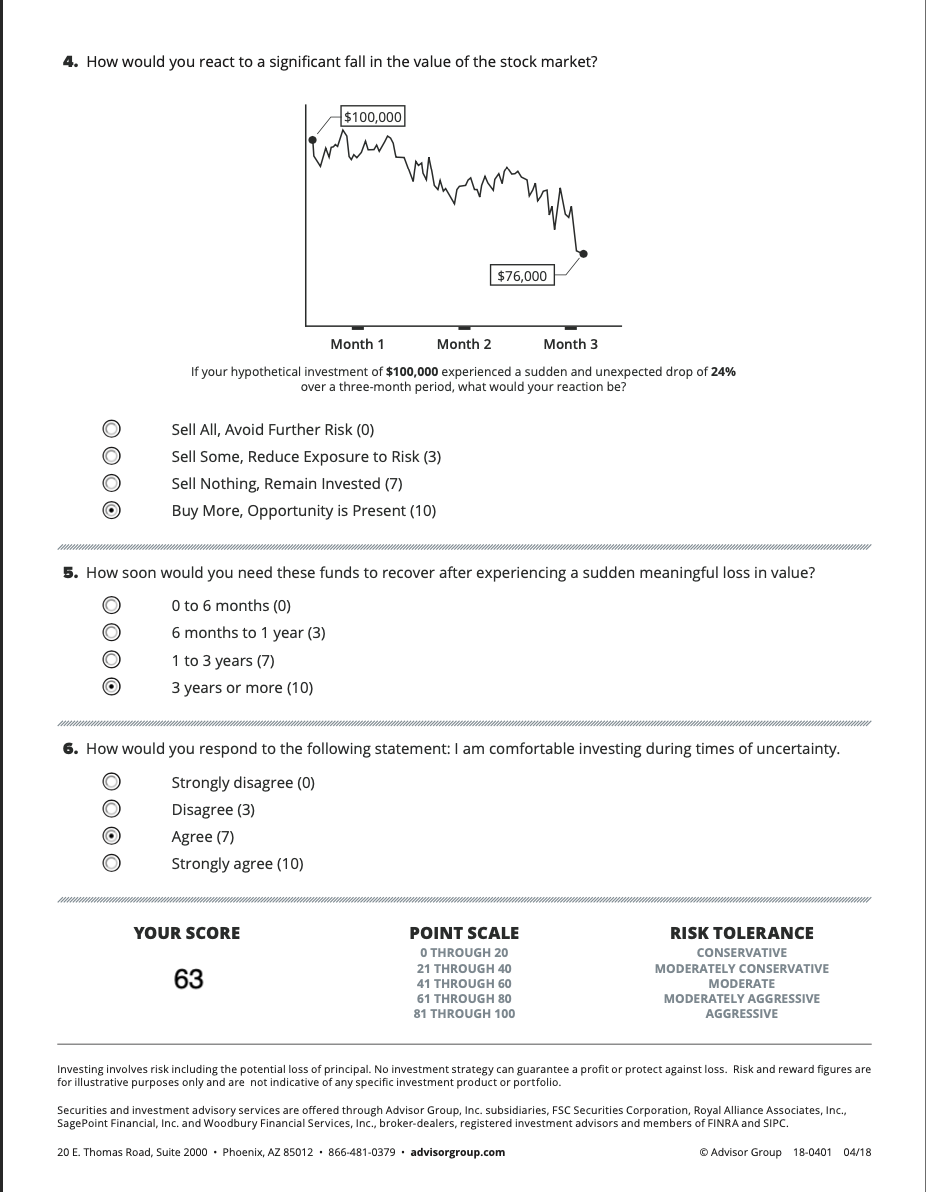 4. How would you react to a significant fall in the value of the stock market?
$100,000
$76,000
Month 1 Month 2 Month 3
If your hypothetical investment of $100,000 experienced a sudden and unexpected drop of 24%
over a three-month period, what would your reaction be?
Sell All, Avoid Further Risk (0)
Sell Some, Reduce Exposure to Risk (3)
Sell Nothing, Remain Invested (7)
Buy More, Opportunity is Present (10)
5. How soon would you need these funds to recover after experiencing a sudden meaningful loss in value?
0 to 6 months (0)
6 months to 1 year (3)
1 to 3 years (7)
3 years or more (10)
6. How would you respond to the following statement: I am comfortable investing during times of uncertainty.
Strongly disagree (0)
Disagree (3)
Agree (7)
Strongly agree (10)
YOUR SCORE
63
POINT SCALE
0 THROUGH 20
21 THROUGH 40
41 THROUGH 60
61 THROUGH 80
81 THROUGH 100
RISK TOLERANCE
CONSERVATIVE
MODERATELY CONSERVATIVE
MODERATE
MODERATELY AGGRESSIVE
AGGRESSIVE
Investing involves risk including the potential loss of principal. No investment strategy can guarantee a profit or protect against loss. Risk and reward figures are
for illustrative purposes only and are not indicative of any specific investment product or portfolio.
Securities and investment advisory services are offered through Advisor Group, Inc. subsidiaries, FSC Securities Corporation, Royal Alliance Associates, Inc.,
SagePoint Financial, Inc. and Woodbury Financial Services, Inc., broker-dealers, registered investment advisors and members of FINRA and SIPC.
20 E. Thomas Road, Suite 2000 • Phoenix, AZ 85012 • 866-481-0379 • advisorgroup.com © Advisor Group 18-0401 04/18